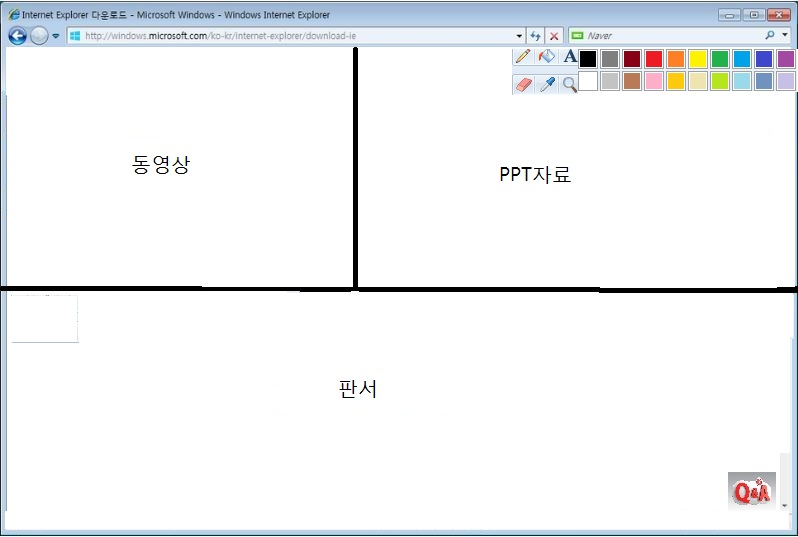 Internet Explorer 다운로드 - Microsoft Windows - Windows Internet Explorer
http://windows.microsoft.com/ko-kr/internet-explorer/download-ie
Naver
A
동영상
PPT자료
판서
Q&A